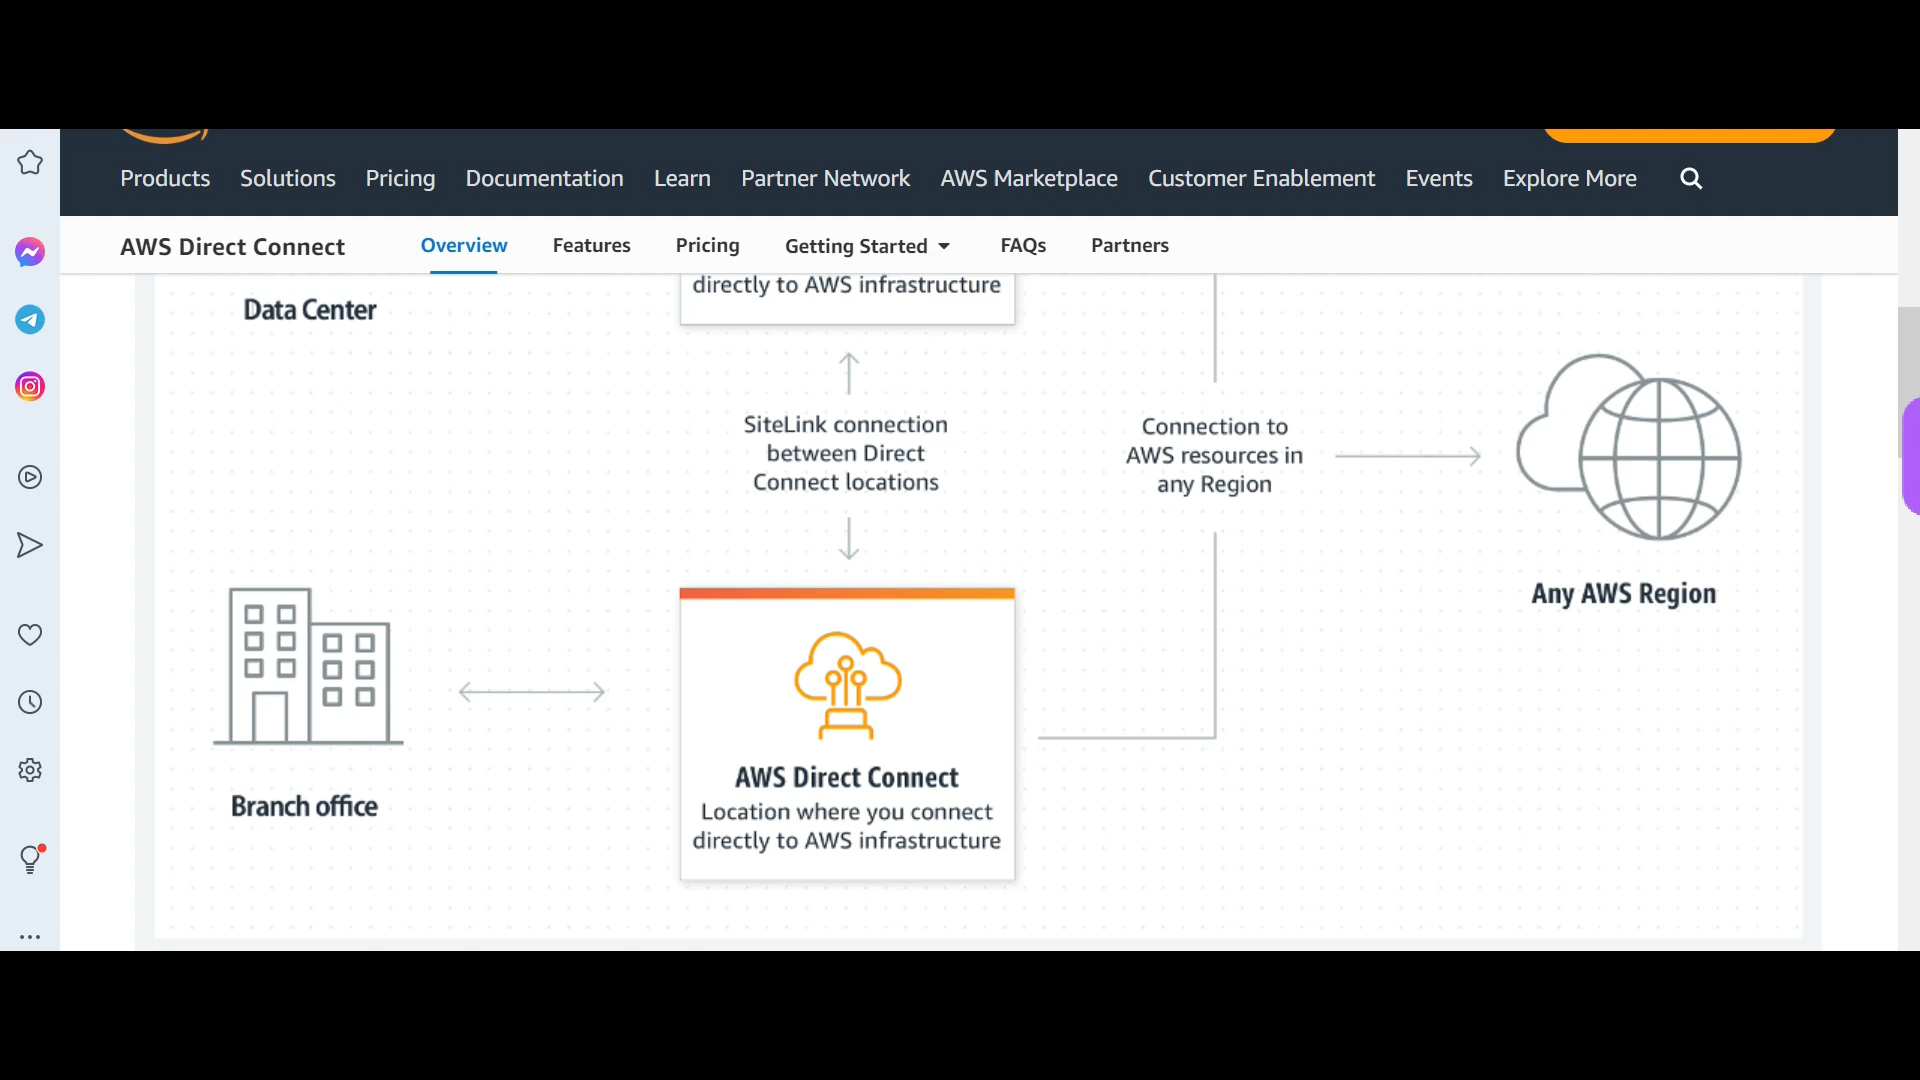 Products Solutions Pricing Documentation Learn Partner Network AWS Marketplace Customer Enablement Events Explore More
AWS Direct Connect Overview Features Pricing Getting Started FAQs Partners
directly to AWS infrastructure
Data Center
SiteLink connection
between Direct
Connect locations
Connection to
AWS resources in
any Region
Any AWS Region
Branch office
AWS Direct Connect
Location where you connect
directly to AWS infrastructure